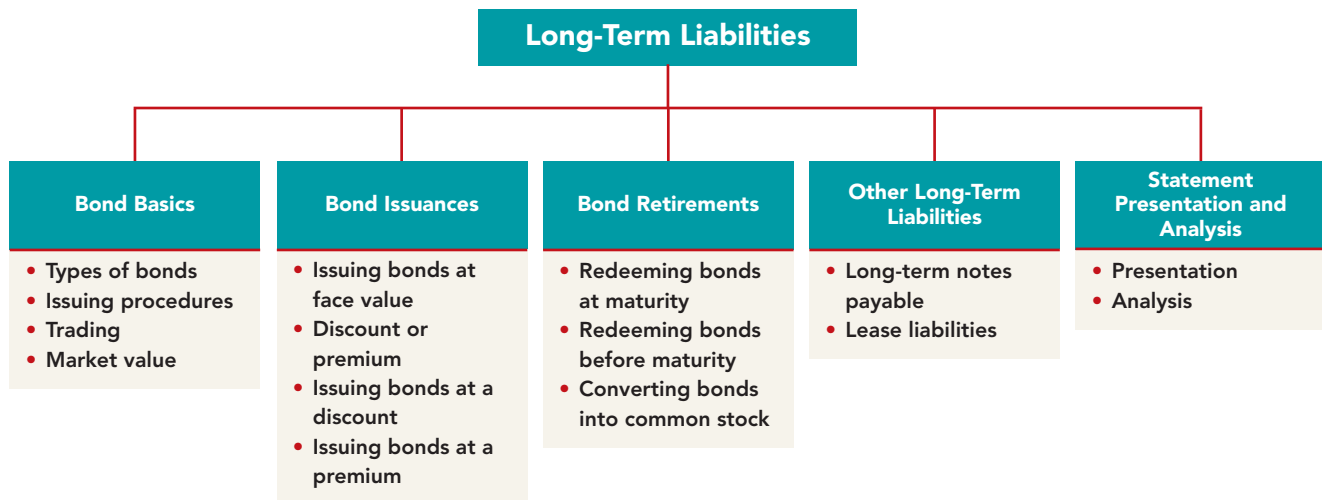 Long-Term Liabilities
Bond Basics
• Types of bonds
• Issuing procedures
• Trading
• Market value
Bond Issuances
• Issuing bonds at
face value
• Discount or
premium
• Issuing bonds at a
discount
• Issuing bonds at a
premium
Bond Retirements
• Redeeming bonds
at maturity
• Redeeming bonds
before maturity
• Converting bonds
into common stock
Other Long-Term
Liabilities
• Long-term notes
payable
• Lease liabilities
Statement
Presentation and
Analysis
• Presentation
• Analysis